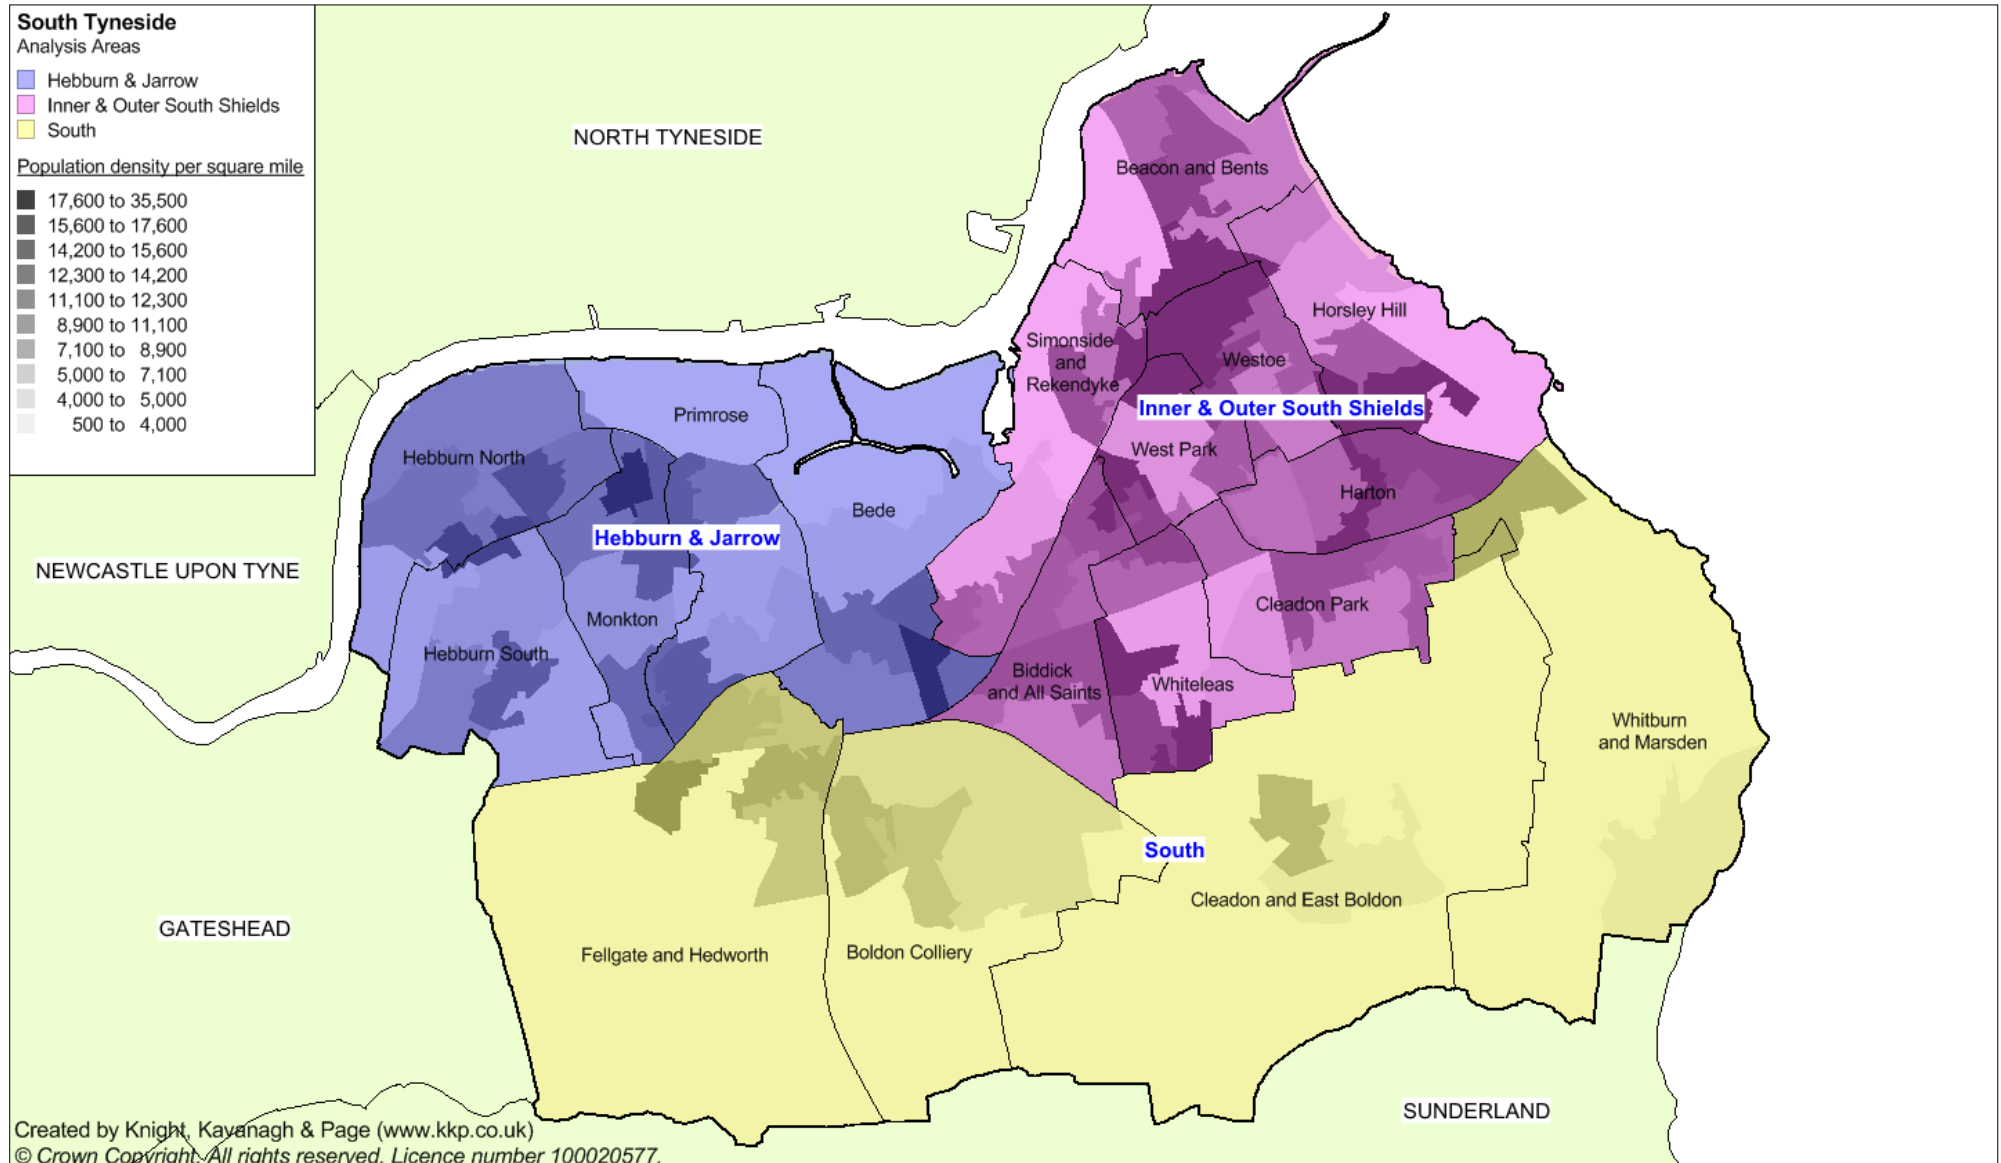 South Tyneside
Analysis Areas
Hebburn & Jarrow
Inner & Outer South Shields
South
Population density per square mile
17,600 to 35,500
15,600 to 17,600
14,200 to 15,600
12,300 to 14,200
11,100 to 12,300
8,900 to 11,100
7,100 to 8,900
5,000 to 7,100
4,000 to 5,000
500 to 4,000
NORTH TYNESIDE
Beacon and Bents
Horsley Hill
Simonside
and
Rekendyke
Westoe
Inner & Outer South Shields
Primrose
West Park
Hebburn North
Harton
Bede
Hebburn & Jarrow
NEWCASTLE UPON TYNE
Cleadon Park
Monkton
Hebburn South
Biddick
and All Saints
Whiteleas
Whitburn
and Marsden
South
Cleadon and East Boldon
GATESHEAD
Fellgate and Hedworth
Boldon Colliery
SUNDERLAND
Created by Knight, Kavanagh & Page (www.kkp.co.uk)
© Crown Copyright. All rights reserved. Licence number 100020577.